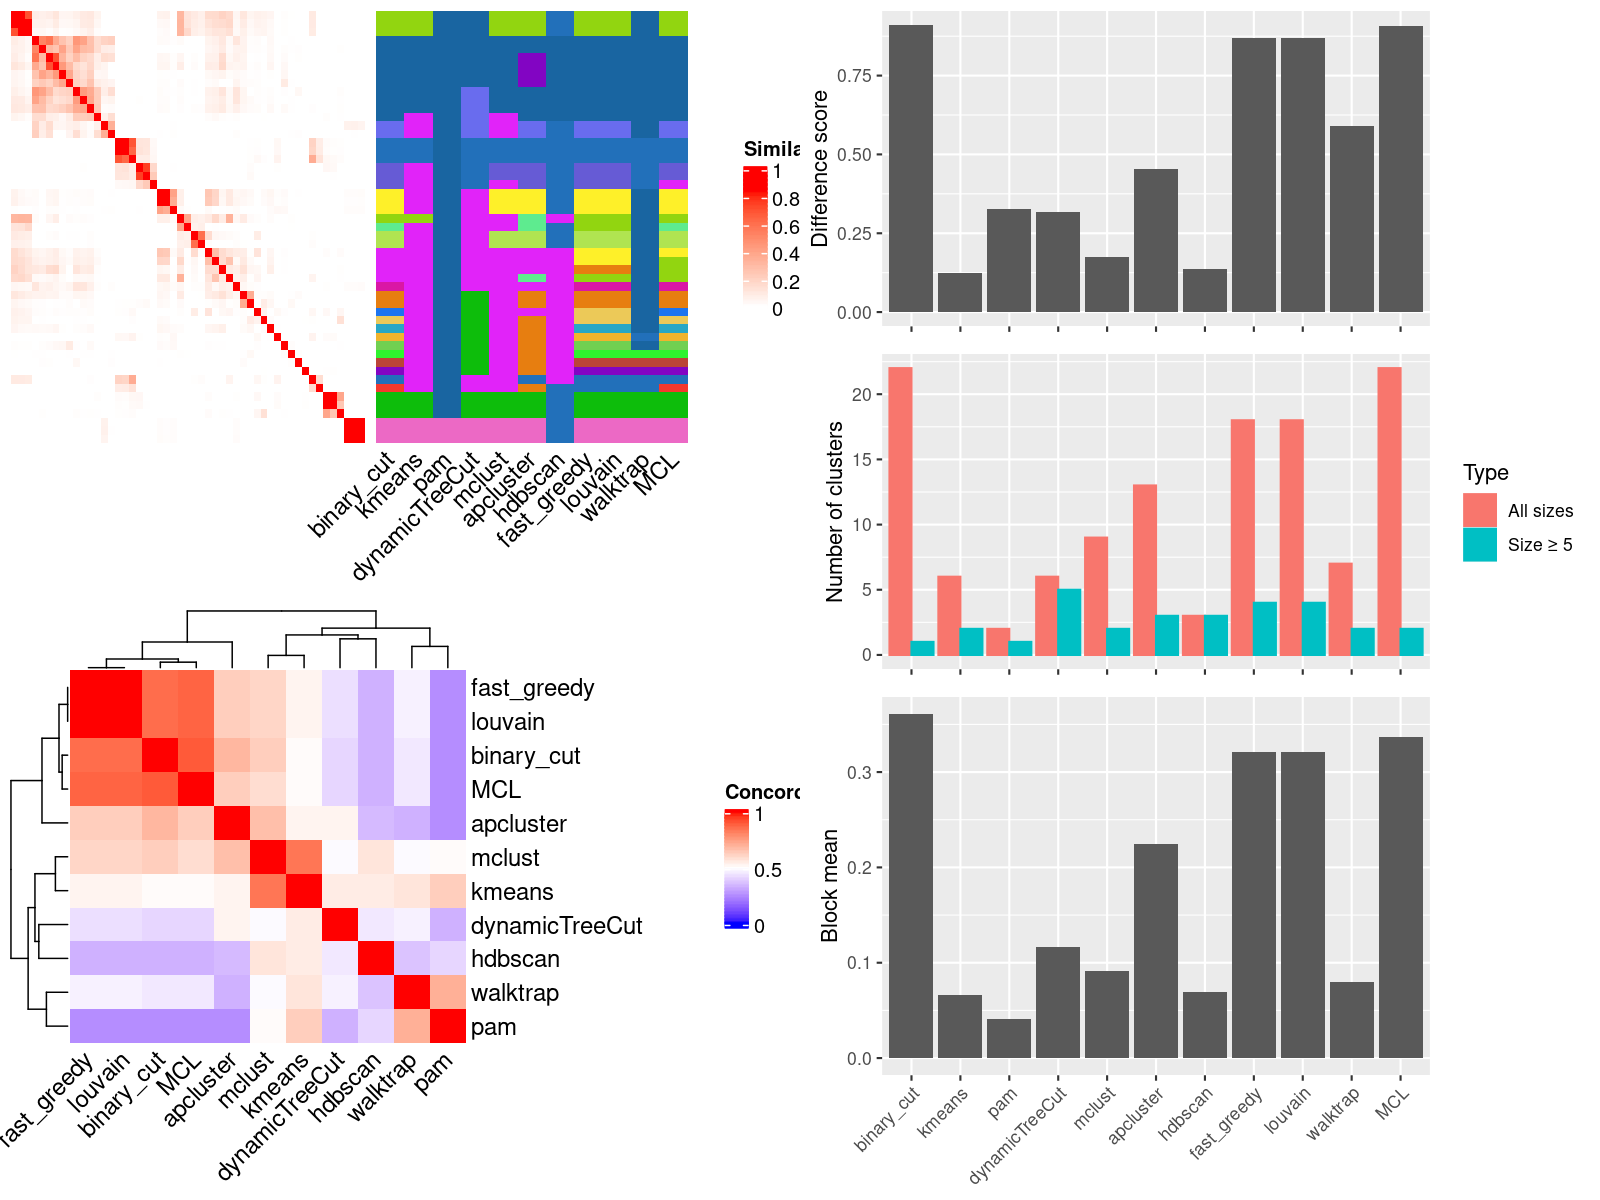 Simila
1
0.8
0.6
0.4
0.2
0
binary_cut
kmeans
pam
dynamicTreeCut
mclust
apcluster
hdbscan
fast_greedy
louvain
walktrap
MCL
fast_greedy
louvain
binary_cut
MCL
apcluster
mclust
kmeans
dynamicTreeCut
hdbscan
walktrap
pam
fast_greedy
louvain
binary_cut
MCL
apcluster
mclust
kmeans
dynamicTreeCut
hdbscan
walktrap
pam
Concord
1
0.5
0
Difference score
0.75
0.50
0.25
0.00
Number of clusters
20
15
10
5
0
Type
All sizes
Size ≥ 5
Block mean
0.3
0.2
0.1
0.0
binary_cut
kmeans
pam
dynamicTreeCut
mclust
apcluster
hdbscan
fast_greedy
louvain
walktrap
MCL